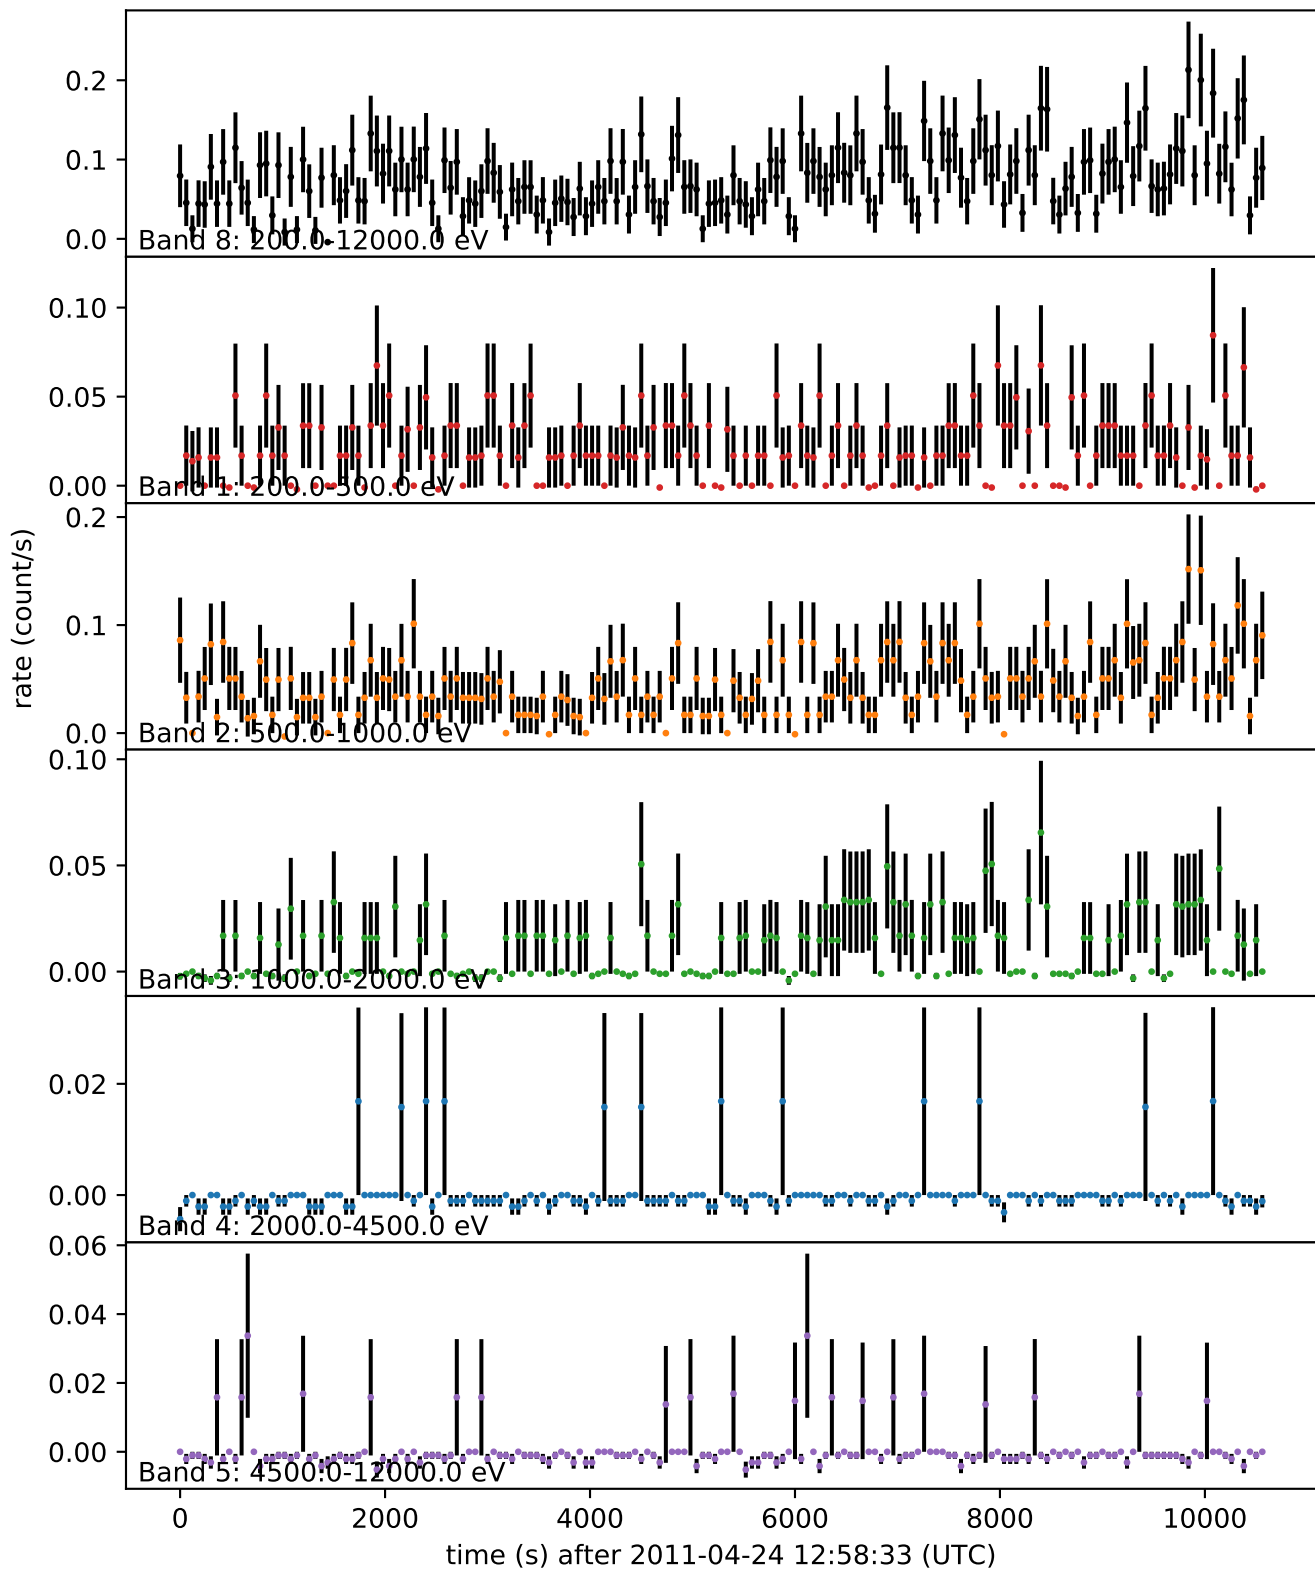 0.2
0.1
0.0
Band 8: 200.0-12000.0 eV
0.10
0.05
0.00
Band 1: 200.0-500.0 eV
rate (count/s)
0.2
0.1
0.0
Band 2: 500.0-1000.0 eV
0.10
0.05
0.00
Band 3: 1000.0-2000.0 eV
0.02
0.00
Band 4: 2000.0-4500.0 eV
0.06
0.04
0.02
0.00
Band 5: 4500.0-12000.0 eV
0 2000 4000 6000 8000 10000
time (s) after 2011-04-24 12:58:33 (UTC)